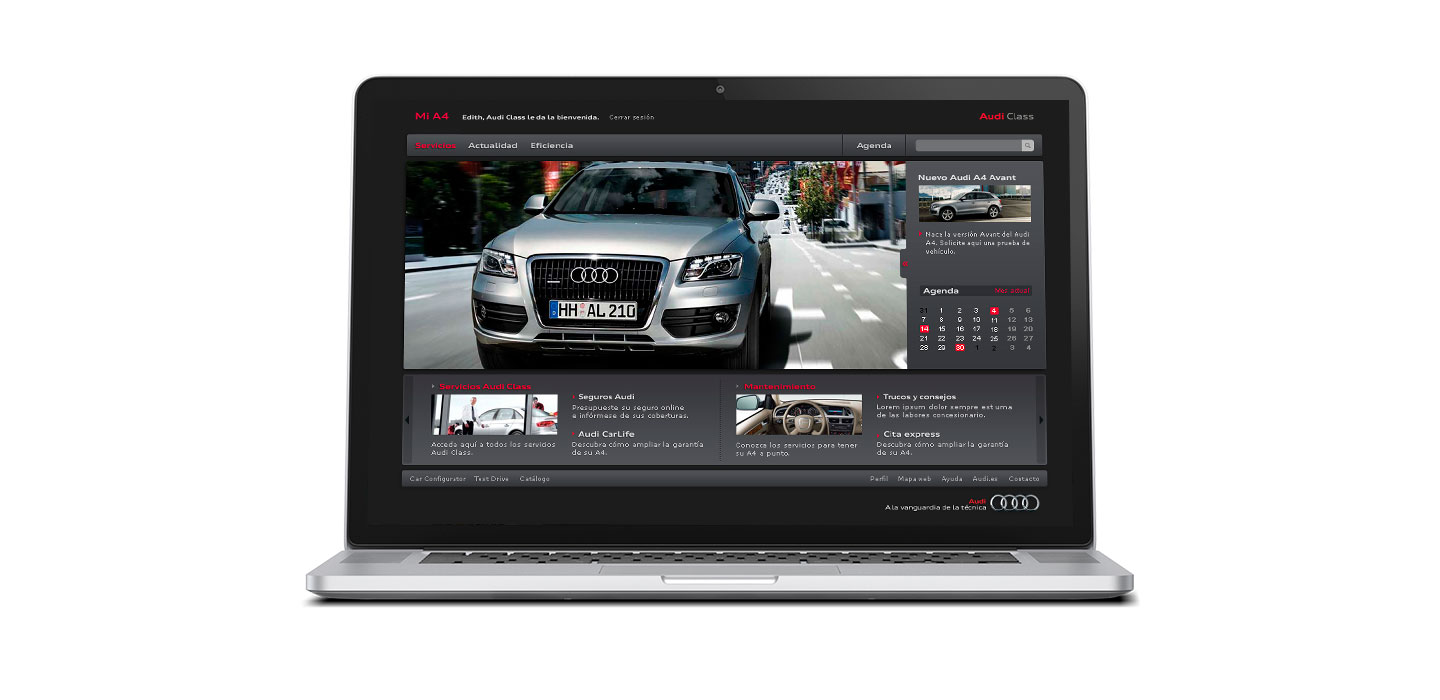 Mi A4 Edith, Audi Class le da la bienvenida. Cerrar sesión Audi Class
Servicios Actualidad Eficiencia Agenda
HH AL 210
Nuevo Audi A4 Avant
Nace la versión Avant del Audi
A4. Solicite aquí una prueba de
vehículo.
Agenda Mes actual
31 1 2 3 4 5 6
7 8 9 10 11 12 13
14 15 16 17 18 19 20
21 22 23 24 25 26 27
28 29 30 1 2 3 4
Servicios Audi Class
Acceda aquí a todos los servicios
Audi Class.
Seguros Audi
Presupueste su seguro online
e infórmese de sus coberturas.
Audi CarLife
Descubra cómo ampliar la garantía
de su A4.
Mantenimiento
Conozca los servicios para tener
su A4 a punto.
Trucos y consejos
Lorem ipsum dolor sempre est uma
de las labores concesionario.
Cita express
Descubra cómo ampliar la garantía
de su A4.
Car Configurator Test Drive Catálogo Perfil Mapa web Ayuda Audi.es Contacto
Audi
A la vanguardia de la técnica